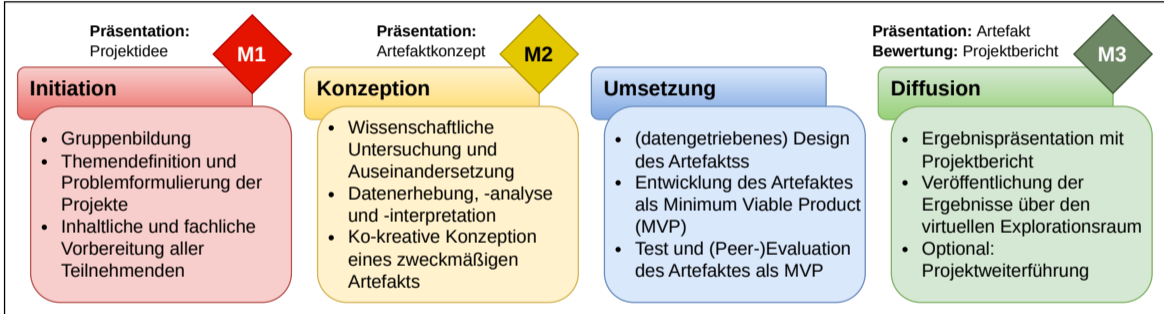 Präsentation:
Projektidee
M1
Initiation
• Gruppenbildung
• Themendefinition und
Problemformulierung der
Projekte
• Inhaltliche und fachliche
Vorbereitung aller
Teilnehmenden
Präsentation:
Artefaktkonzept
M2
Konzeption
• Wissenschaftliche
Untersuchung und
Auseinandersetzung
• Datenerhebung, -analyse
und -interpretation
• Ko-kreative Konzeption
eines zweckmäßigen
Artefakts
Umsetzung
• (datengetriebenes) Design
des Artefaktss
• Entwicklung des Artefaktes
als Minimum Viable Product
(MVP)
• Test und (Peer-)Evaluation
des Artefaktes als MVP
Präsentation: Artefakt
Bewertung: Projektbericht
M3
Diffusion
• Ergebnispräsentation mit
Projektbericht
• Veröffentlichung der
Ergebnisse über den
virtuellen Explorationsraum
• Optional:
Projektweiterführung